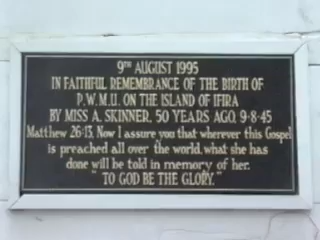 9TH AUGUST 1995
IN FAITHFUL REMEMBRANCE OF THE BIRTH OF
P.W.M.U. ON THE ISLAND OF IFIRA
BY MISS A. SKINNER, 50 YEARS AGO, 9·8·45
Matthew 26:13, Now I assure you that wherever this Gospel
is preached all over the world, what she has
done will be told in memory of her.
"TO GOD BE THE GLORY."